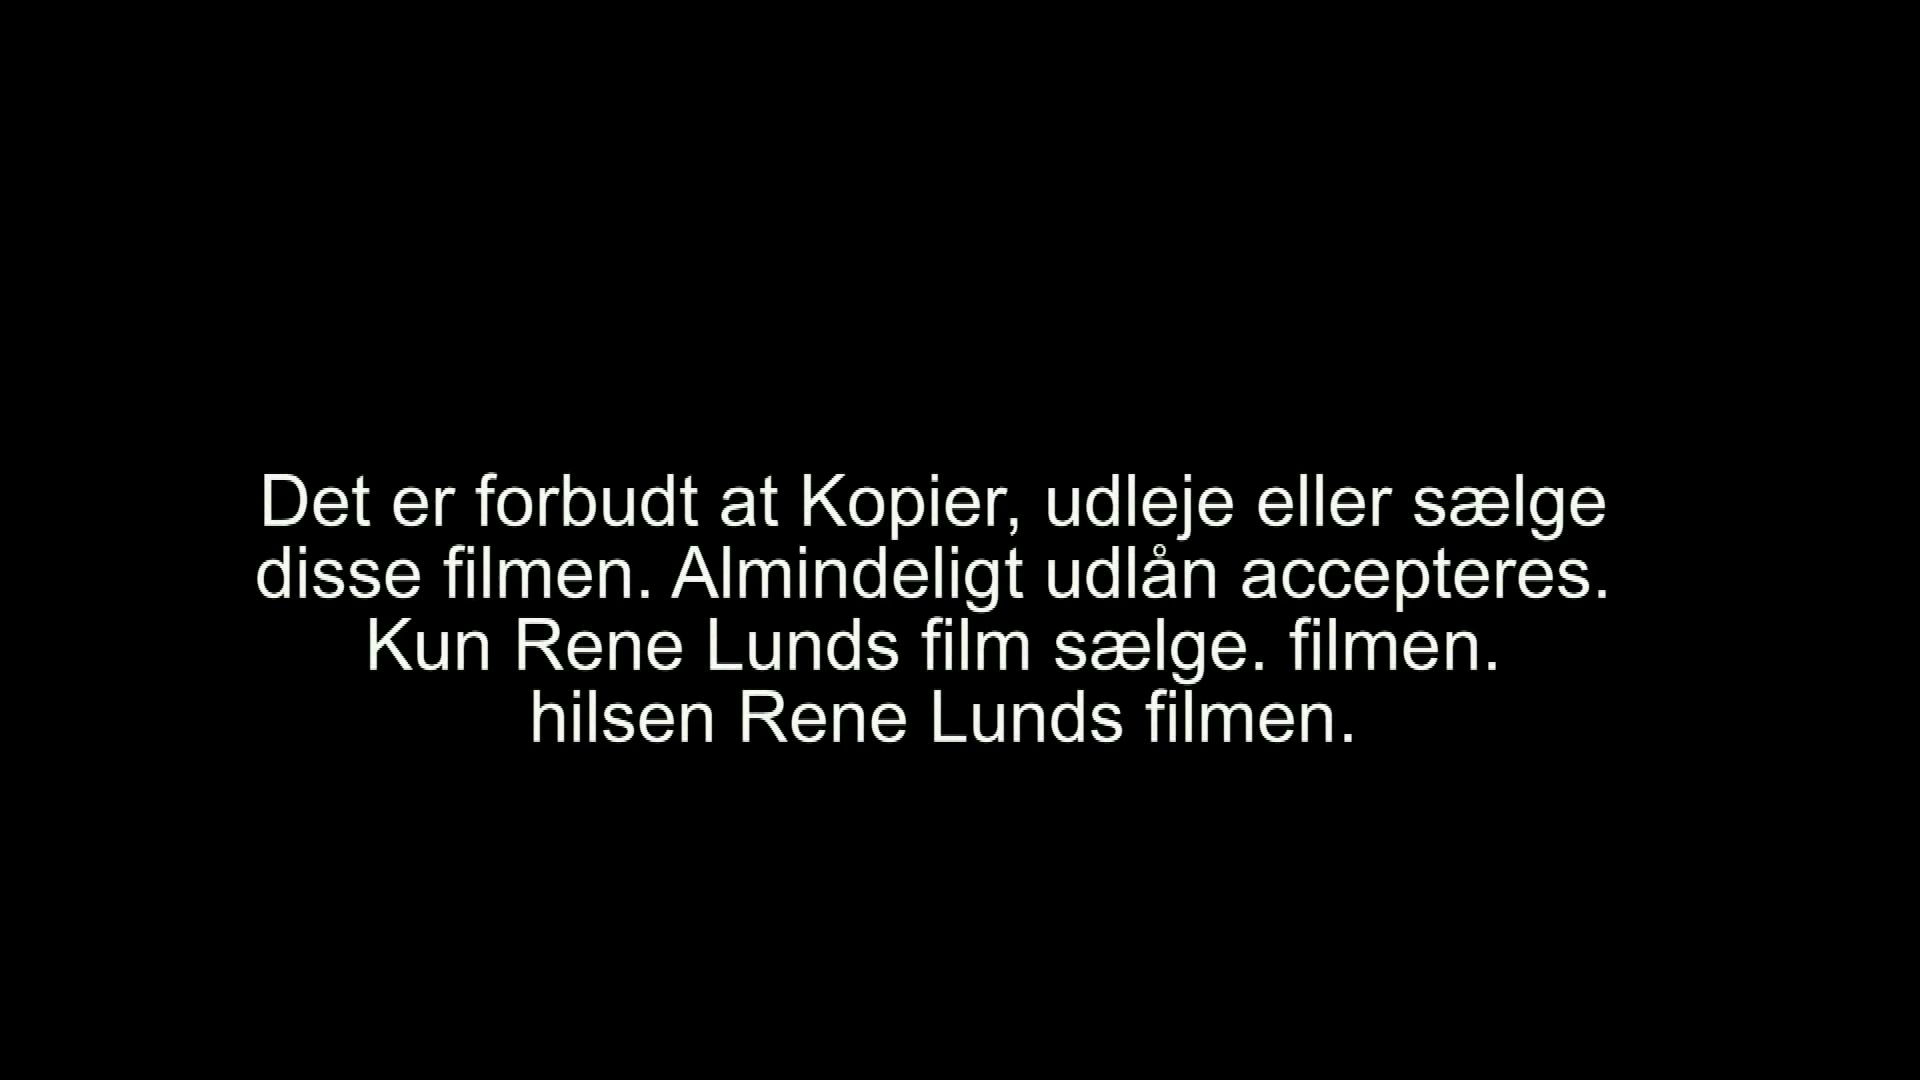 Det er forbudt at Kopier, udleje eller sælge
disse filmen. Almindeligt udlån accepteres.
Kun Rene Lunds film sælge. filmen.
hilsen Rene Lunds filmen.